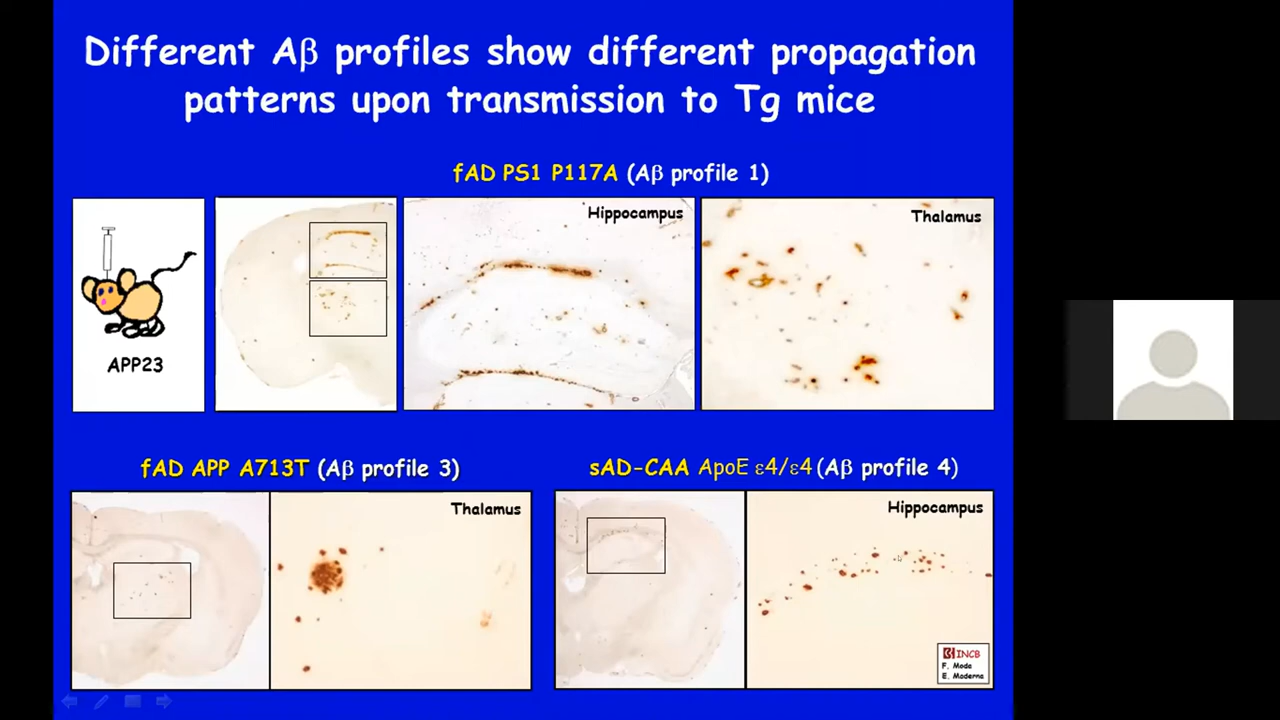 Different Aβ profiles show different propagation
patterns upon transmission to Tg mice
fAD PS1 P117A (Aβ profile 1)
APP23
Hippocampus
Thalamus
fAD APP A713T (Aβ profile 3)
Thalamus
sAD-CAA ApoE ε4/ε4 (Aβ profile 4)
Hippocampus
INCB
F. Moda
E. Moderna